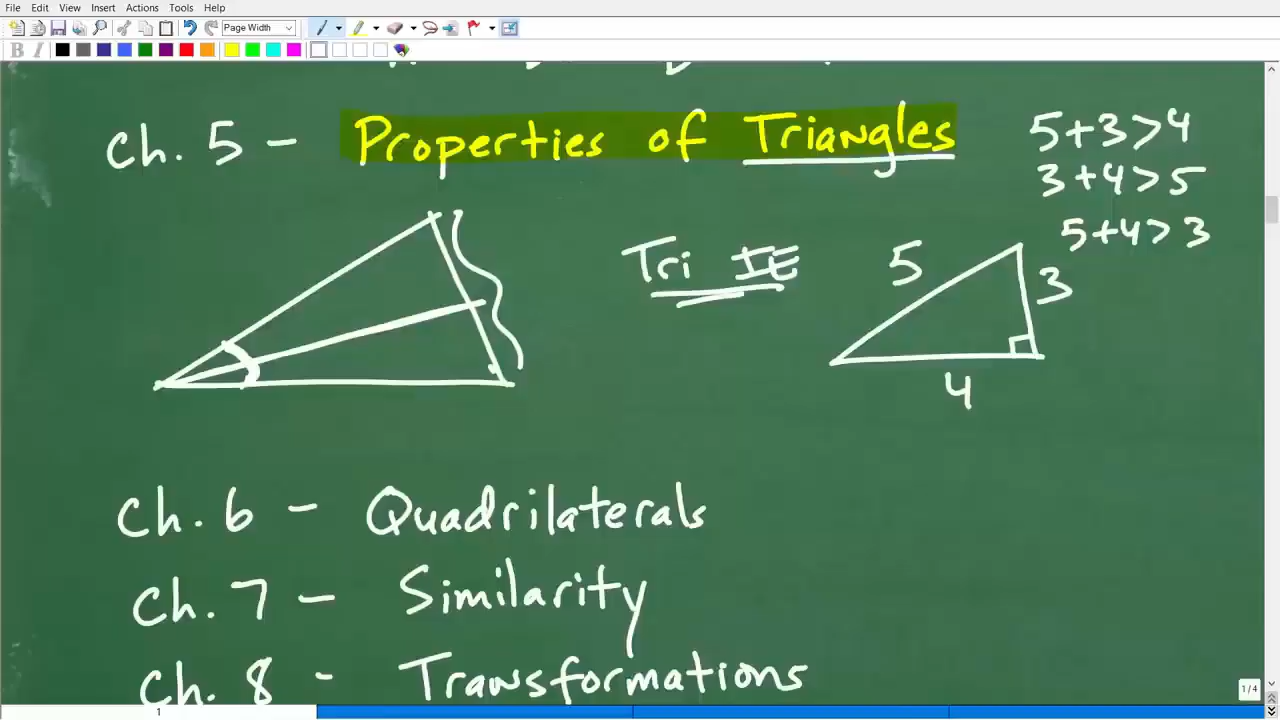 File Edit View Insert Actions Tools Help
Page Width
B I
Ch. 5 - Properties of Triangles
5+3>4
3+4>5
5+4>3
Tri IE
5
3
4
Ch. 6 - Quadrilaterals
Ch. 7 - Similarity
Ch. 8 - Transformations
1/4
1